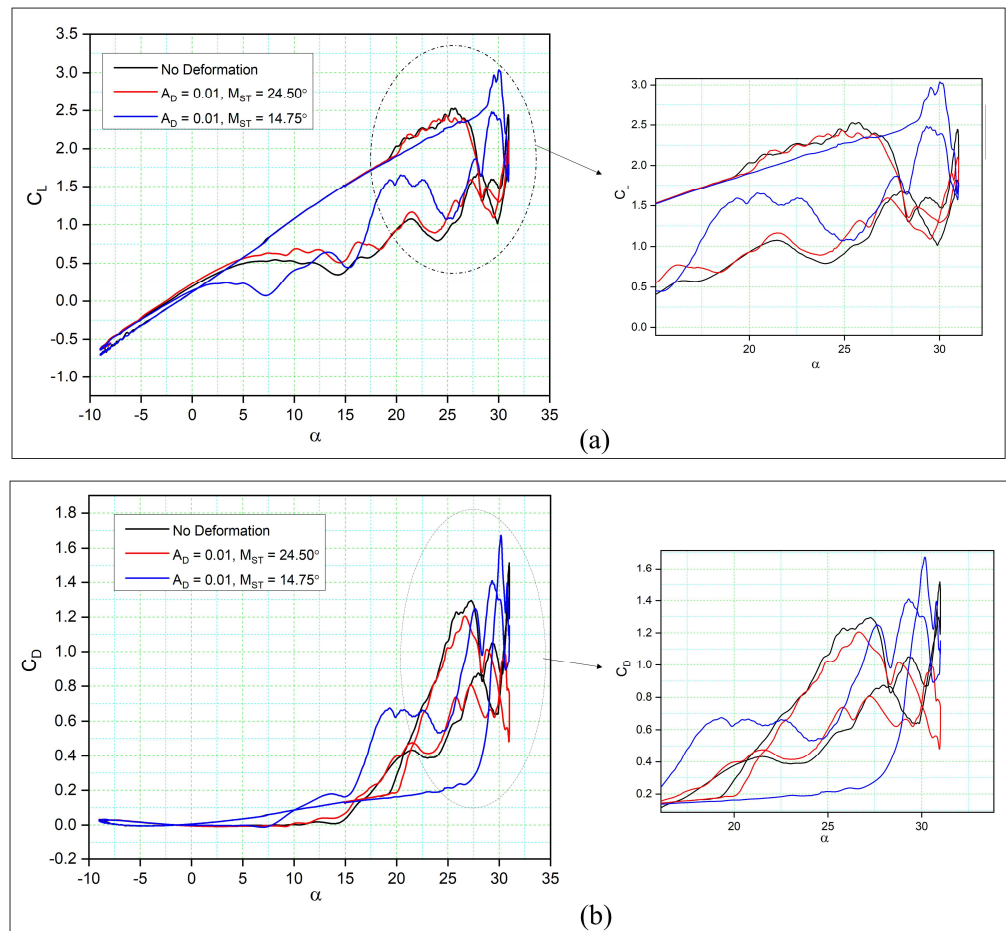 3.5
3.0
2.5
2.0
1.5
1.0
0.5
0.0
-0.5
-1.0
C_L
No Deformation
A_D = 0.01, M_ST = 24.50°
A_D = 0.01, M_ST = 14.75°
-10 -5 0 5 10 15 20 25 30 35
α
3.0
2.5
2.0
1.5
1.0
0.5
0.0
20 25 30
α
(a)
1.8
1.6
1.4
1.2
1.0
0.8
0.6
0.4
0.2
0.0
-0.2
C_D
No Deformation
A_D = 0.01, M_ST = 24.50°
A_D = 0.01, M_ST = 14.75°
-10 -5 0 5 10 15 20 25 30 35
α
1.6
1.4
1.2
1.0
0.8
0.6
0.4
0.2
C_D
20 25 30
α
(b)